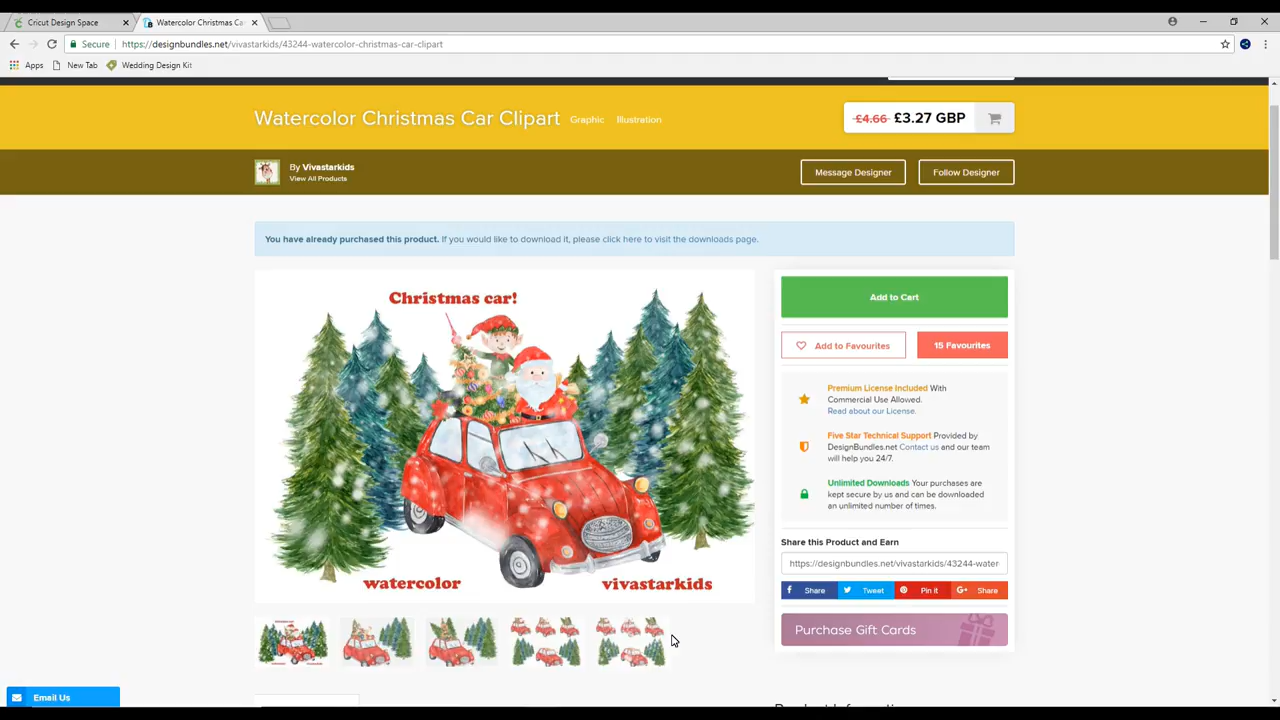 Cricut Design Space
Watercolor Christmas Ca
Secure
https://designbundles.net/vivastarkids/43244-watercolor-christmas-car-clipart
Apps
New Tab
Wedding Design Kit
Watercolor Christmas Car Clipart
Graphic
Illustration
£4.66 £3.27 GBP
By Vivastarkids
View All Products
Message Designer
Follow Designer
You have already purchased this product. If you would like to download it, please click here to visit the downloads page.
Christmas car!
watercolor
vivastarkids
Add to Cart
Add to Favourites
15 Favourites
Premium License Included With
Commercial Use Allowed.
Read about our License.
Five Star Technical Support Provided by
DesignBundles.net Contact us and our team
will help you 24/7.
Unlimited Downloads Your purchases are
kept secure by us and can be downloaded
an unlimited number of times.
Share this Product and Earn
https://designbundles.net/vivastarkids/43244-water
Share
Tweet
Pin it
Share
Purchase Gift Cards
Email Us